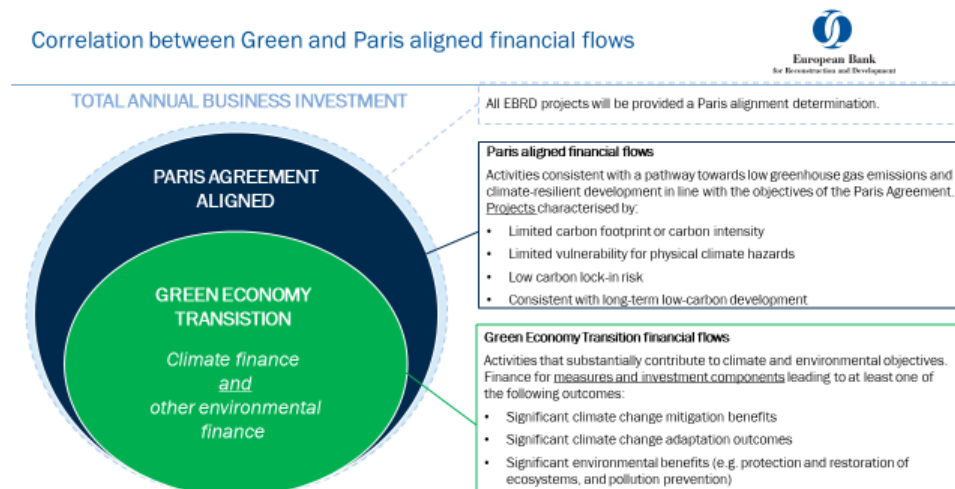 Correlation between Green and Paris aligned financial flows
European Bank
for Reconstruction and Development
TOTAL ANNUAL BUSINESS INVESTMENT
All EBRD projects will be provided a Paris alignment determination.
PARIS AGREEMENT
ALIGNED
Paris aligned financial flows
Activities consistent with a pathway towards low greenhouse gas emissions and
climate-resilient development in line with the objectives of the Paris Agreement.
Projects characterised by:
• Limited carbon footprint or carbon intensity
• Limited vulnerability for physical climate hazards
• Low carbon lock-in risk
• Consistent with long-term low-carbon development
GREEN ECONOMY
TRANSISTION
Climate finance
and
other environmental
finance
Green Economy Transition financial flows
Activities that substantially contribute to climate and environmental objectives.
Finance for measures and investment components leading to at least one of
the following outcomes:
• Significant climate change mitigation benefits
• Significant climate change adaptation outcomes
• Significant environmental benefits (e.g. protection and restoration of
ecosystems, and pollution prevention)